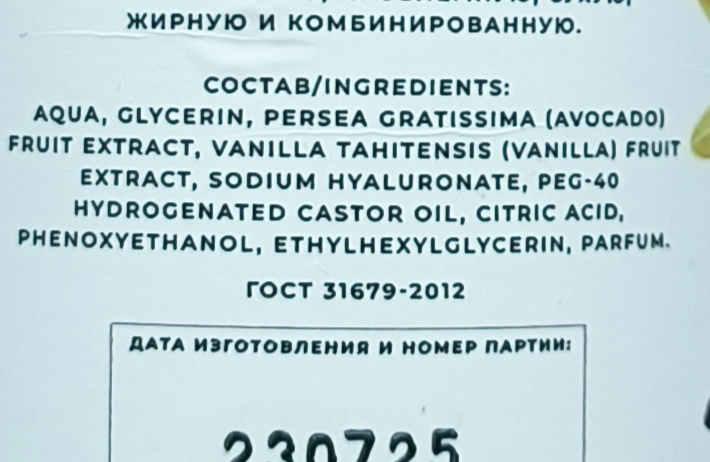 ЖИРНУЮ И КОМБИНИРОВАННУЮ.
СОСТАВ/INGREDIENTS:
AQUA, GLYCERIN, PERSEA GRATISSIMA (AVOCADO)
FRUIT EXTRACT, VANILLA TAHITENSIS (VANILLA) FRUIT
EXTRACT, SODIUM HYALURONATE, PEG-40
HYDROGENATED CASTOR OIL, CITRIC ACID,
PHENOXYETHANOL, ETHYLHEXYLGLYCERIN, PARFUM.
ГОСТ 31679-2012
ДАТА ИЗГОТОВЛЕНИЯ И НОМЕР ПАРТИИ:
230725